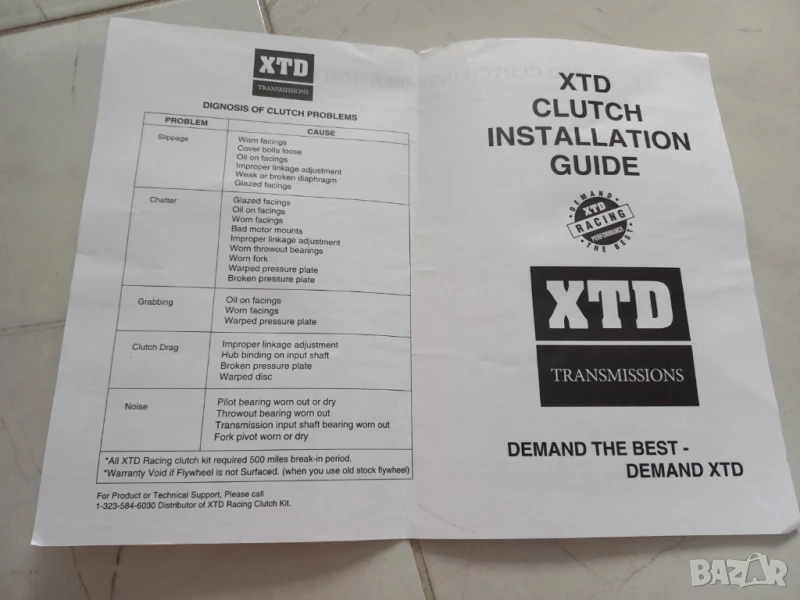 XTD
TRANSMISSIONS
DIGNOSIS OF CLUTCH PROBLEMS
PROBLEM
CAUSE
Slippage
Worn facings
Cover bolts loose
Oil on facings
Improper linkage adjustment
Weak or broken diaphragm
Glazed facings
Chatter
Glazed facings
Oil on facings
Worn facings
Bad motor mounts
Improper linkage adjustment
Worn throwout bearings
Worn fork
Warped pressure plate
Broken pressure plate
Grabbing
Oil on facings
Worn facings
Warped pressure plate
Clutch Drag
Improper linkage adjustment
Hub binding on input shaft
Broken pressure plate
Warped disc
Noise
Pilot bearing worn out or dry
Throwout bearing worn out
Transmission input shaft bearing worn out
Fork pivot worn or dry
*All XTD Racing clutch kit required 500 miles break-in period.
*Warranty Void if Flywheel is not Surfaced. (when you use old stock flywheel)
For Product or Technical Support, Please call
1-323-584-6030 Distributor of XTD Racing Clutch Kit.
XTD
CLUTCH
INSTALLATION
GUIDE
DEMAND
XTD
RACING
PERFORMANCE
THE BEST
XTD
TRANSMISSIONS
DEMAND THE BEST -
DEMAND XTD
BAZAR